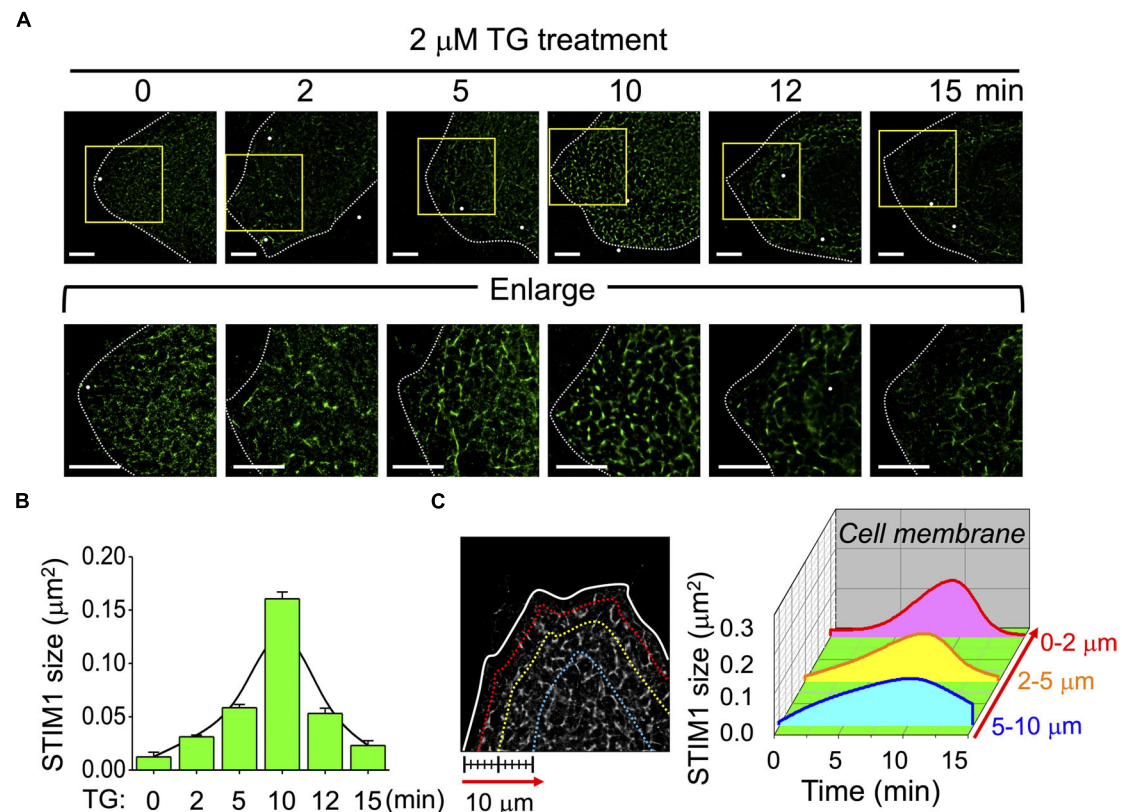 A
2 μM TG treatment
0 2 5 10 12 15 min
Enlarge
B
STIM1 size (μm²)
0.20
0.15
0.10
0.05
0.00
TG: 0 2 5 10 12 15 (min)
C
10 μm
Cell membrane
STIM1 size (μm²)
0.3
0.2
0.1
0.0
0 5 10 15
Time (min)
0-2 μm
2-5 μm
5-10 μm